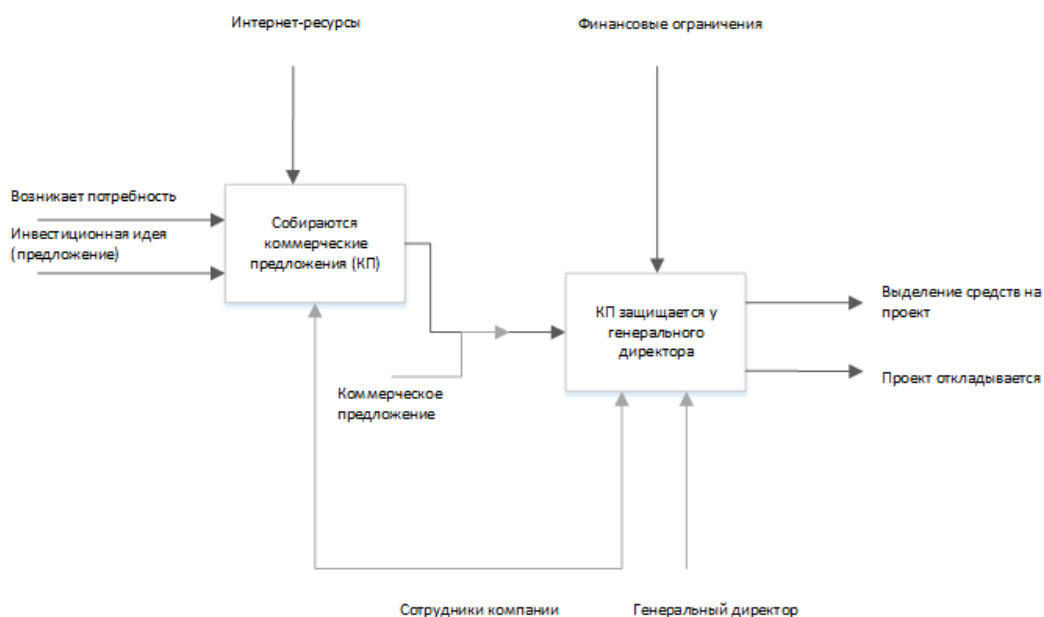 Интернет-ресурсы
Финансовые ограничения
Возникает потребность
Инвестиционная идея
(предложение)
Собираются
коммерческие
предложения (КП)
КП защищается у
генерального
директора
Выделение средств на
проект
Проект откладывается
Коммерческое
предложение
Сотрудники компании
Генеральный директор